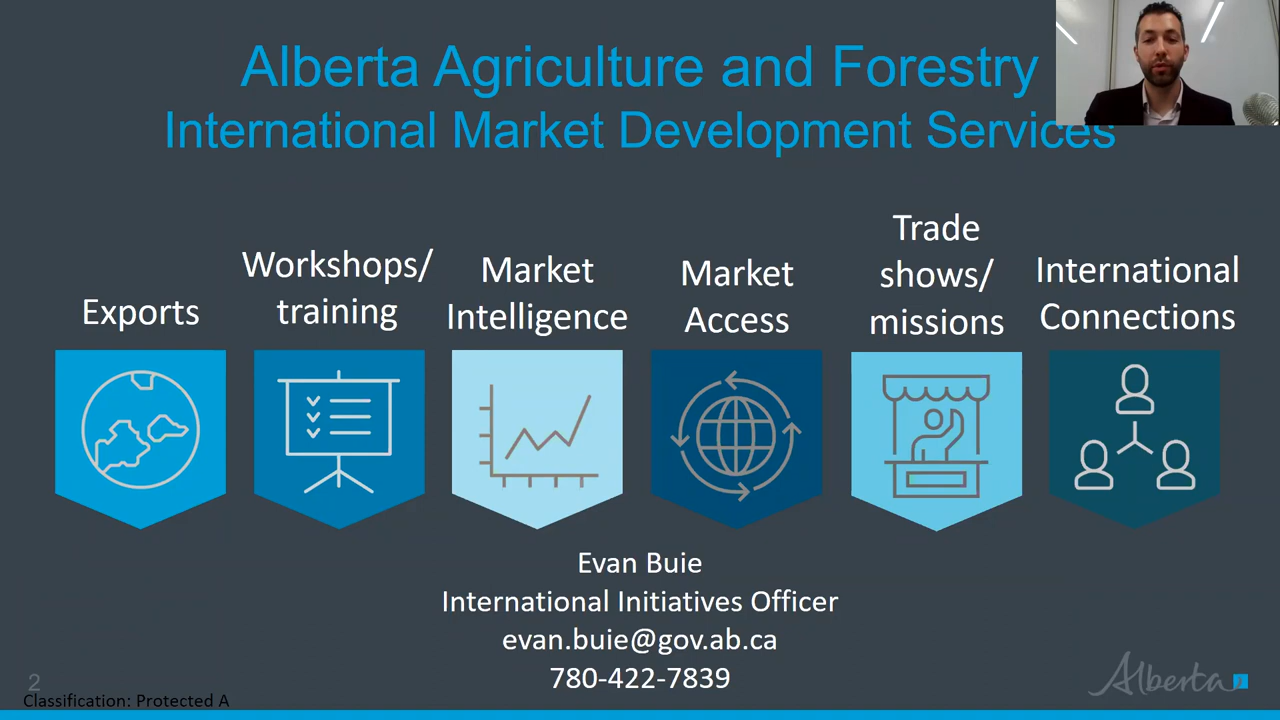 Alberta Agriculture and Forestry
International Market Development Services
Exports
Workshops/
training
Market
Intelligence
Market
Access
Trade
shows/
missions
International
Connections
Evan Buie
International Initiatives Officer
evan.buie@gov.ab.ca
780-422-7839
2
Classification: Protected A
Alberta